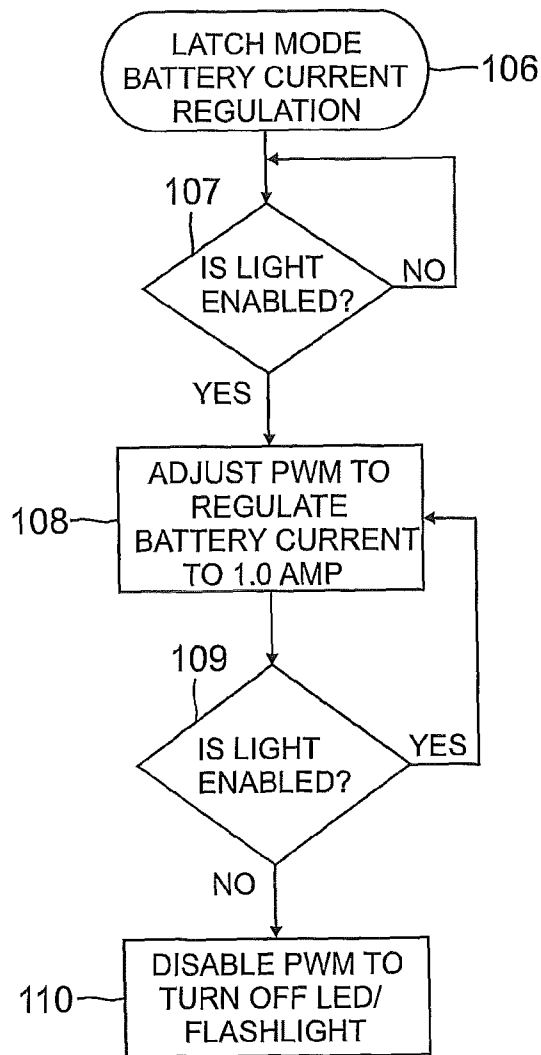 LATCH MODE
BATTERY CURRENT
REGULATION
106
107
IS LIGHT
ENABLED?
NO
YES
ADJUST PWM TO
REGULATE
BATTERY CURRENT
TO 1.0 AMP
108
109
IS LIGHT
ENABLED?
YES
NO
DISABLE PWM TO
TURN OFF LED/
FLASHLIGHT
110